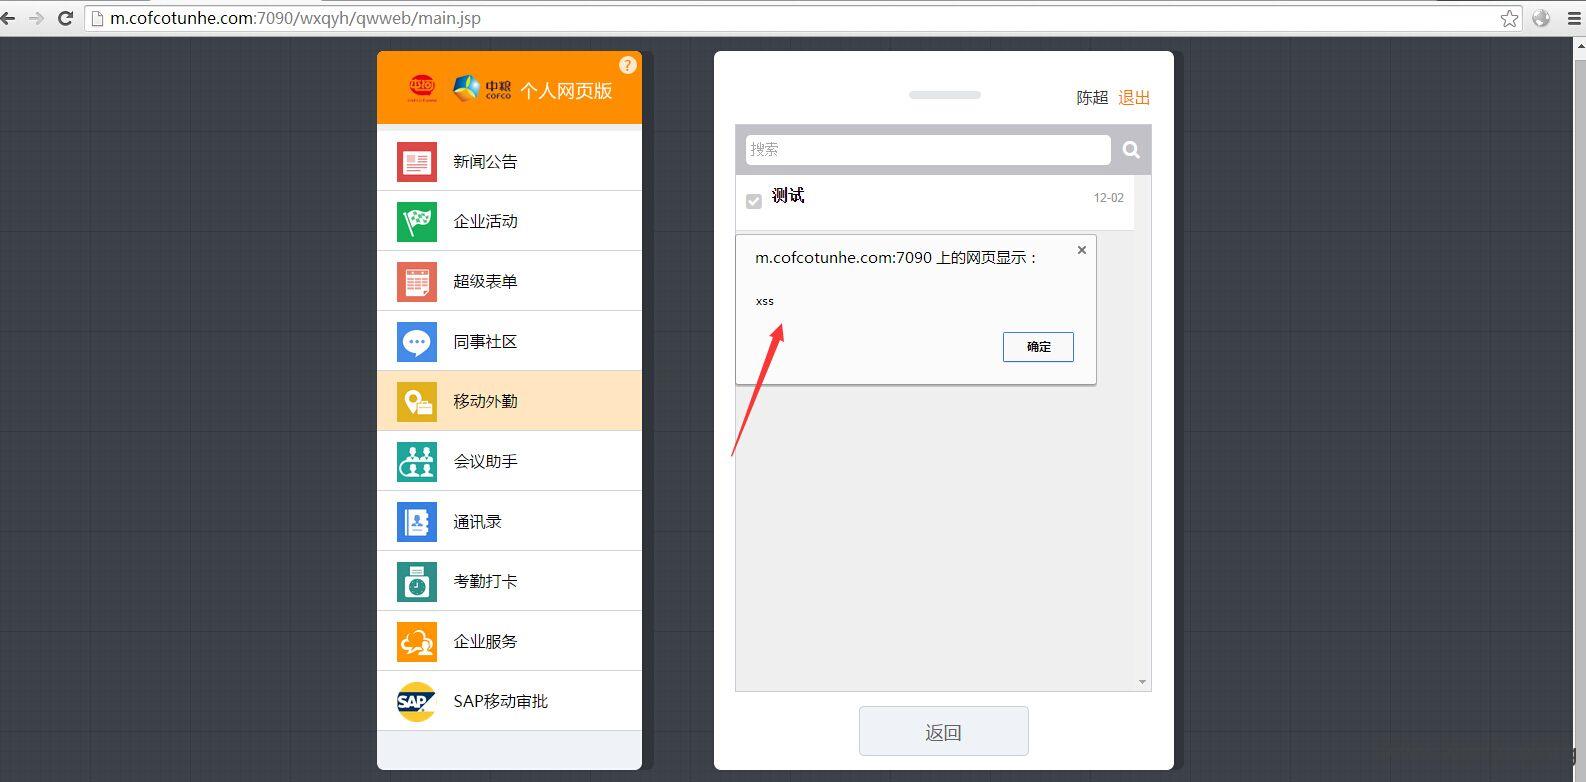 m.cofcotunhe.com:7090/wxqyh/qwweb/main.jsp
?
中粮
COFCO
个人网页版
新闻公告
企业活动
超级表单
同事社区
移动外勤
会议助手
通讯录
考勤打卡
企业服务
SAP
SAP移动审批
陈超 退出
搜索
测试
12-02
m.cofcotunhe.com:7090 上的网页显示：
xss
确定
返回